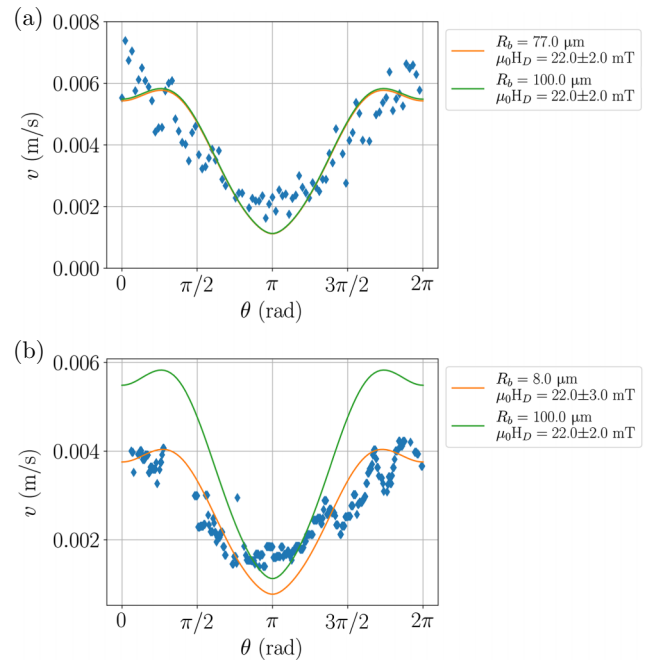 (a)
0.008
0.006
0.004
0.002
0.000
v (m/s)
0
π/2
π
3π/2
2π
θ (rad)
R_b = 77.0 μm
μ₀H_D = 22.0±2.0 mT
R_b = 100.0 μm
μ₀H_D = 22.0±2.0 mT
(b)
0.006
0.004
0.002
v (m/s)
0
π/2
π
3π/2
2π
θ (rad)
R_b = 8.0 μm
μ₀H_D = 22.0±3.0 mT
R_b = 100.0 μm
μ₀H_D = 22.0±2.0 mT